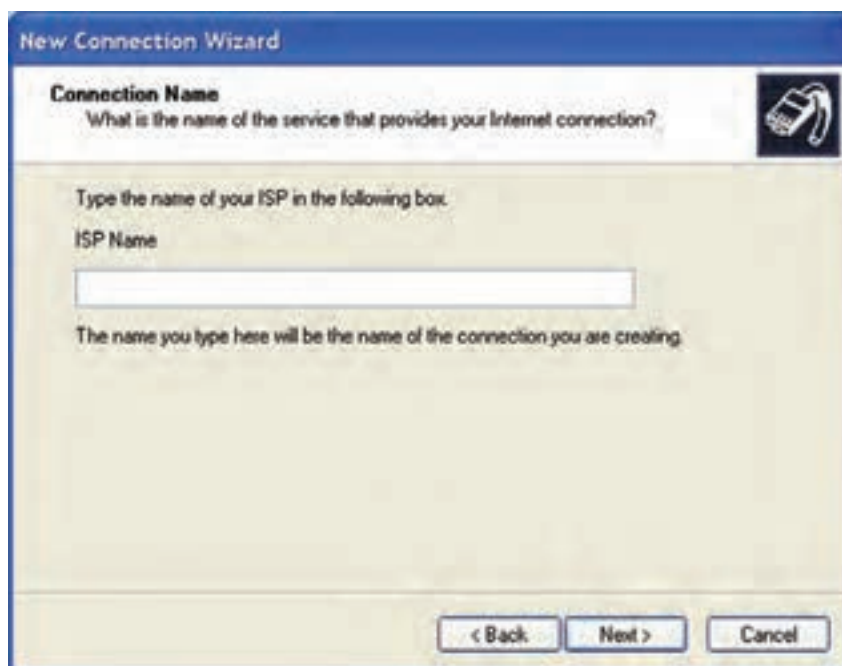 New Connection Wizard
Connection Name
What is the name of the service that provides your Internet connection?
Type the name of your ISP in the following box.
ISP Name
The name you type here will be the name of the connection you are creating.
< Back Next > Cancel